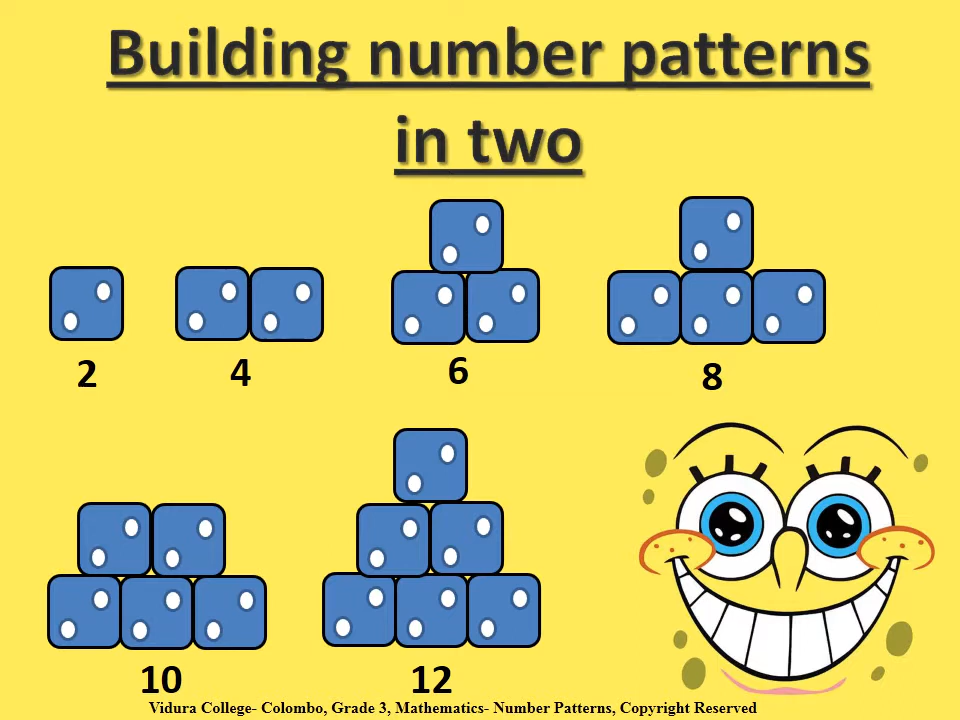 Building number patterns
in two
2 4 6 8
10 12
Vidura College- Colombo, Grade 3, Mathematics- Number Patterns, Copyright Reserved